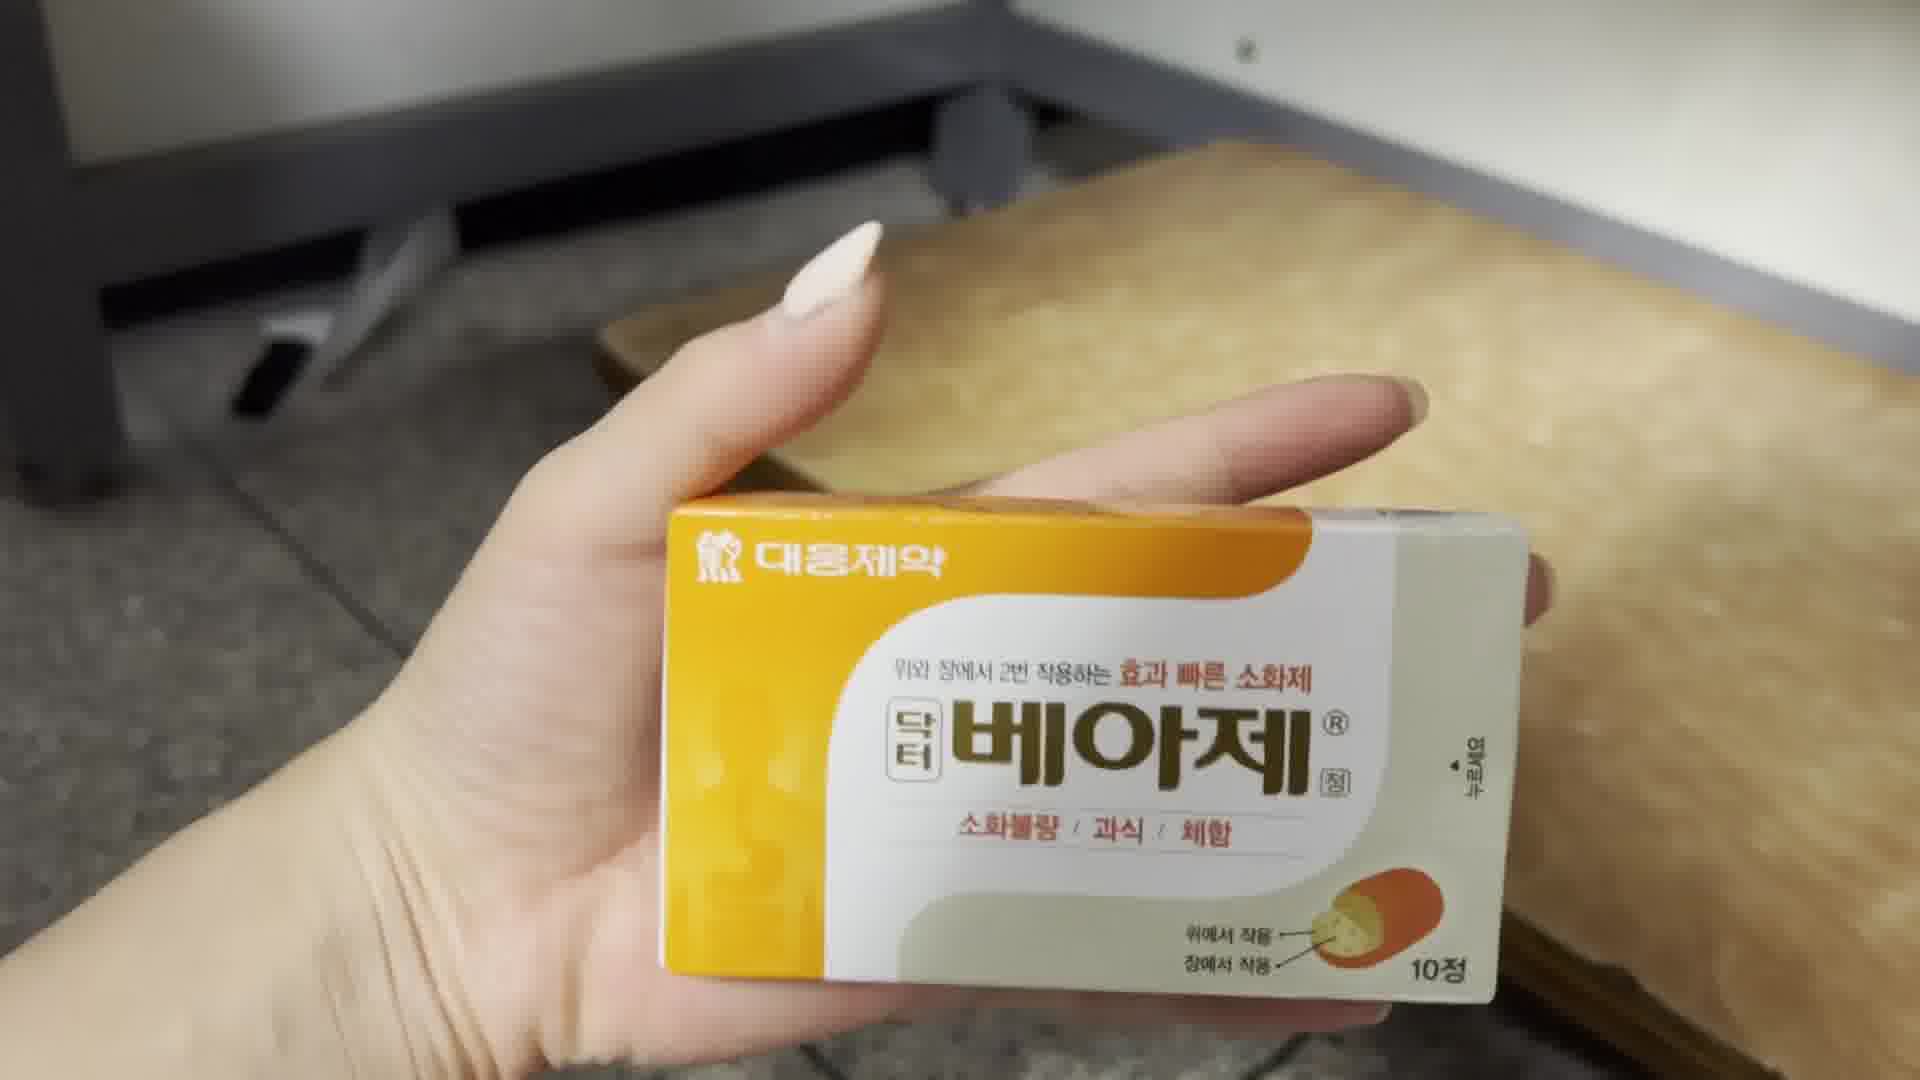 대웅제약
위와 장에서 2번 작용하는 효과 빠른 소화제
닥터 베아제® 정
소화불량 / 과식 / 체함
위에서 작용
장에서 작용
10정
누르세요